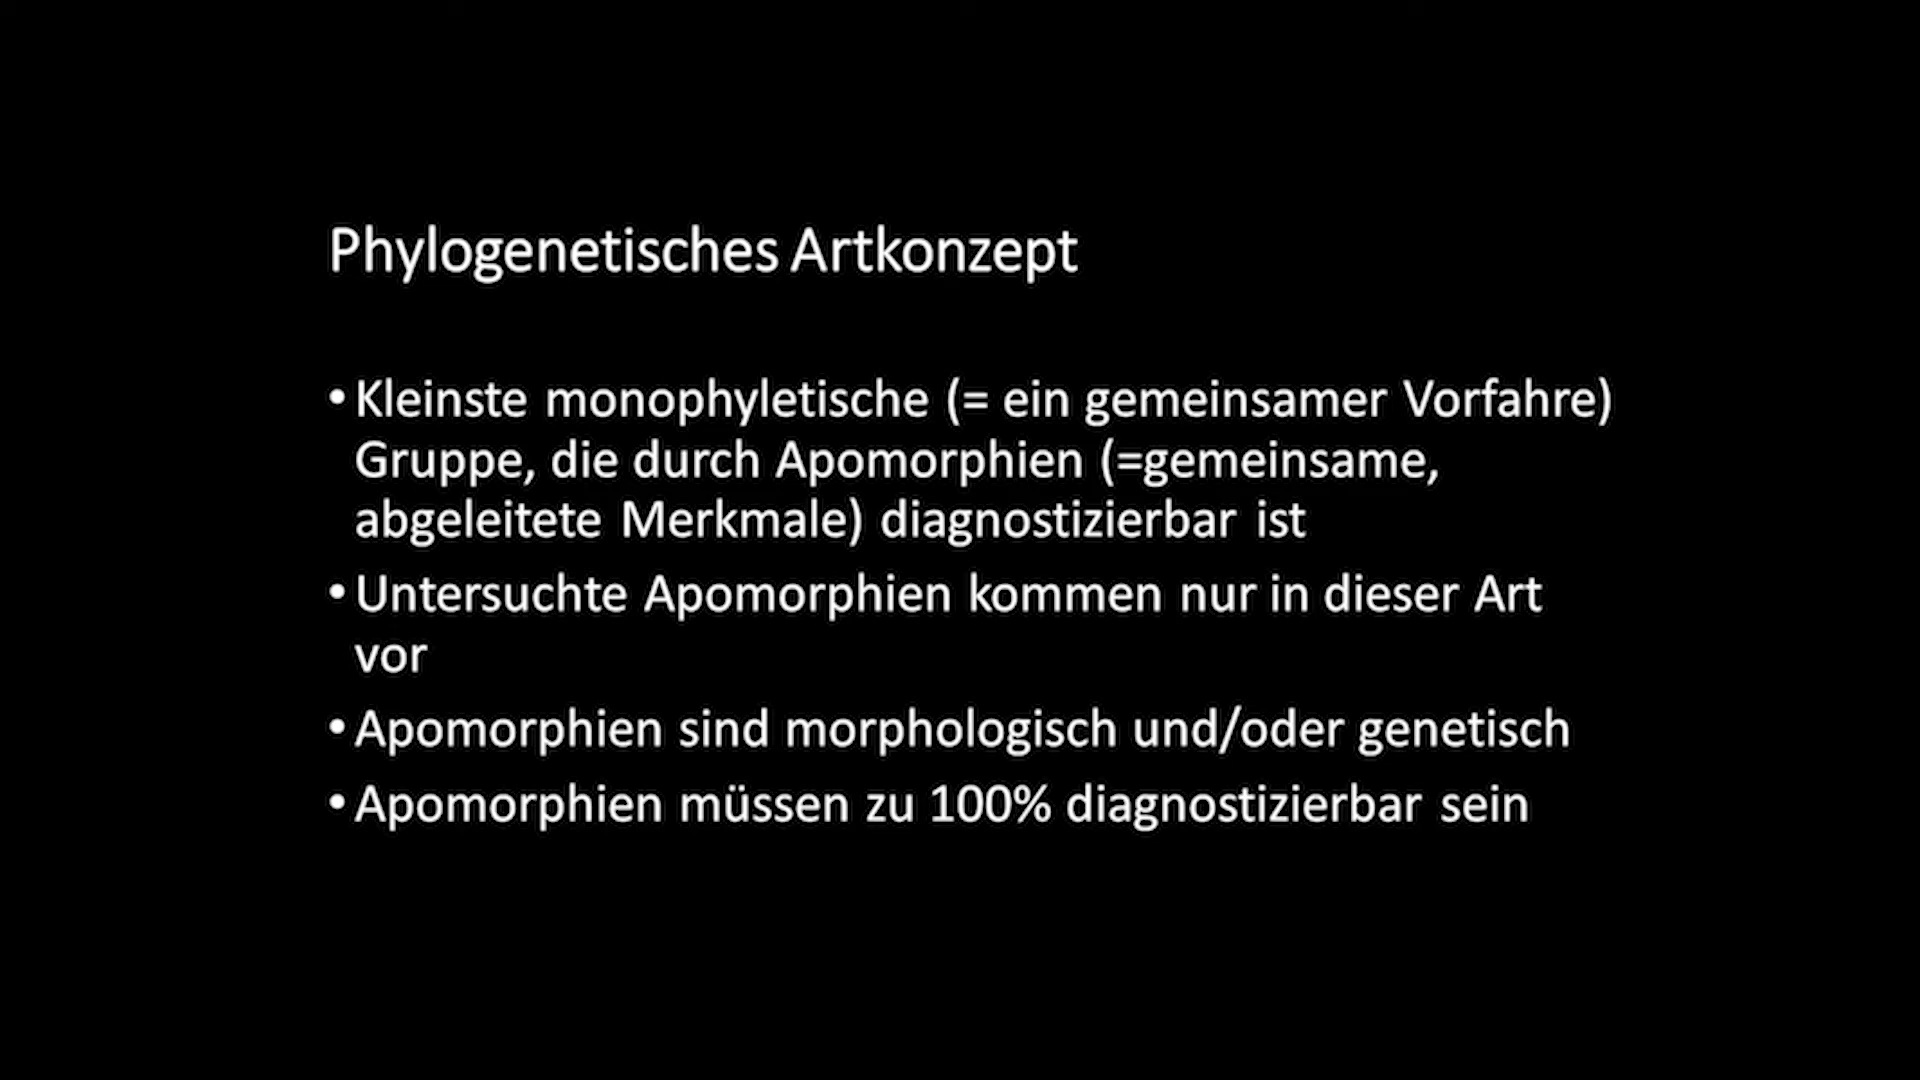 Phylogenetisches Artkonzept
• Kleinste monophyletische (= ein gemeinsamer Vorfahre)
Gruppe, die durch Apomorphien (=gemeinsame,
abgeleitete Merkmale) diagnostizierbar ist
• Untersuchte Apomorphien kommen nur in dieser Art
vor
• Apomorphien sind morphologisch und/oder genetisch
• Apomorphien müssen zu 100% diagnostizierbar sein